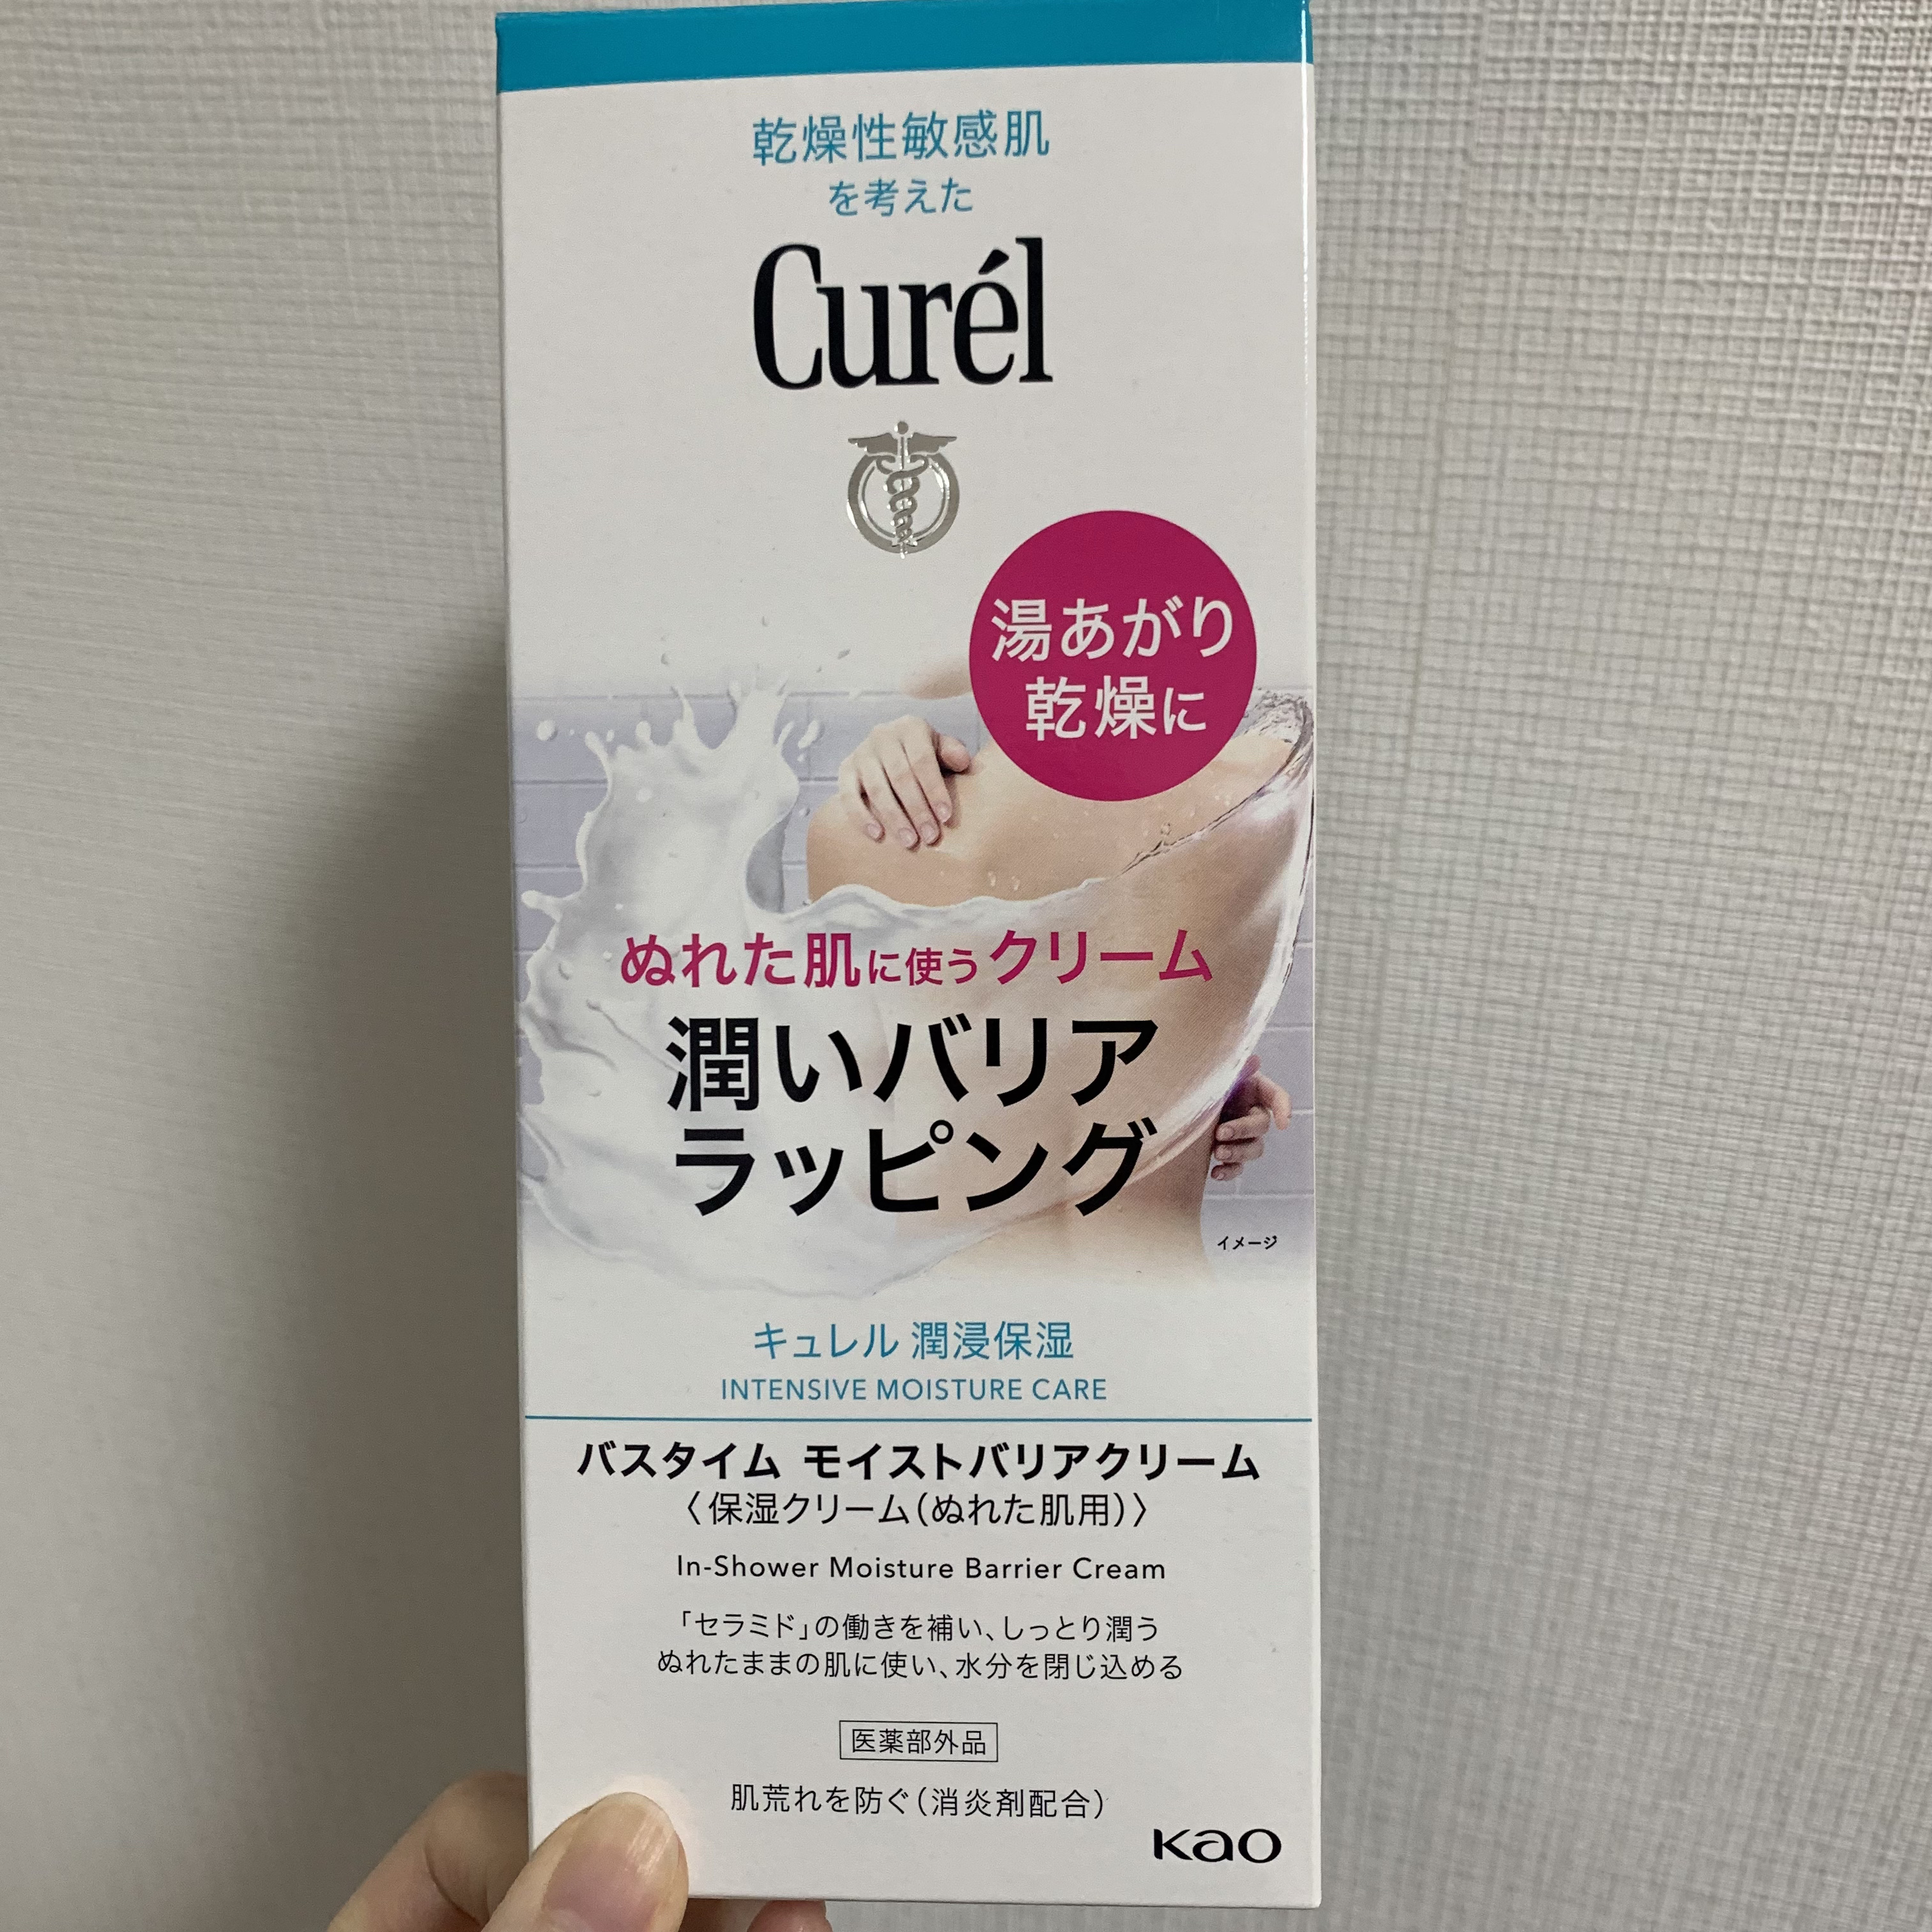 乾燥性敏感肌
を考えた
Curél
湯あがり
乾燥に
ぬれた肌に使うクリーム
潤いバリア
ラッピング
イメージ
キュレル 潤浸保湿
INTENSIVE MOISTURE CARE
バスタイム モイストバリアクリーム
〈保湿クリーム（ぬれた肌用）〉
In-Shower Moisture Barrier Cream
「セラミド」の働きを補い、しっとり潤う
ぬれたままの肌に使い、水分を閉じ込める
医薬部外品
肌荒れを防ぐ（消炎剤配合）
Kao